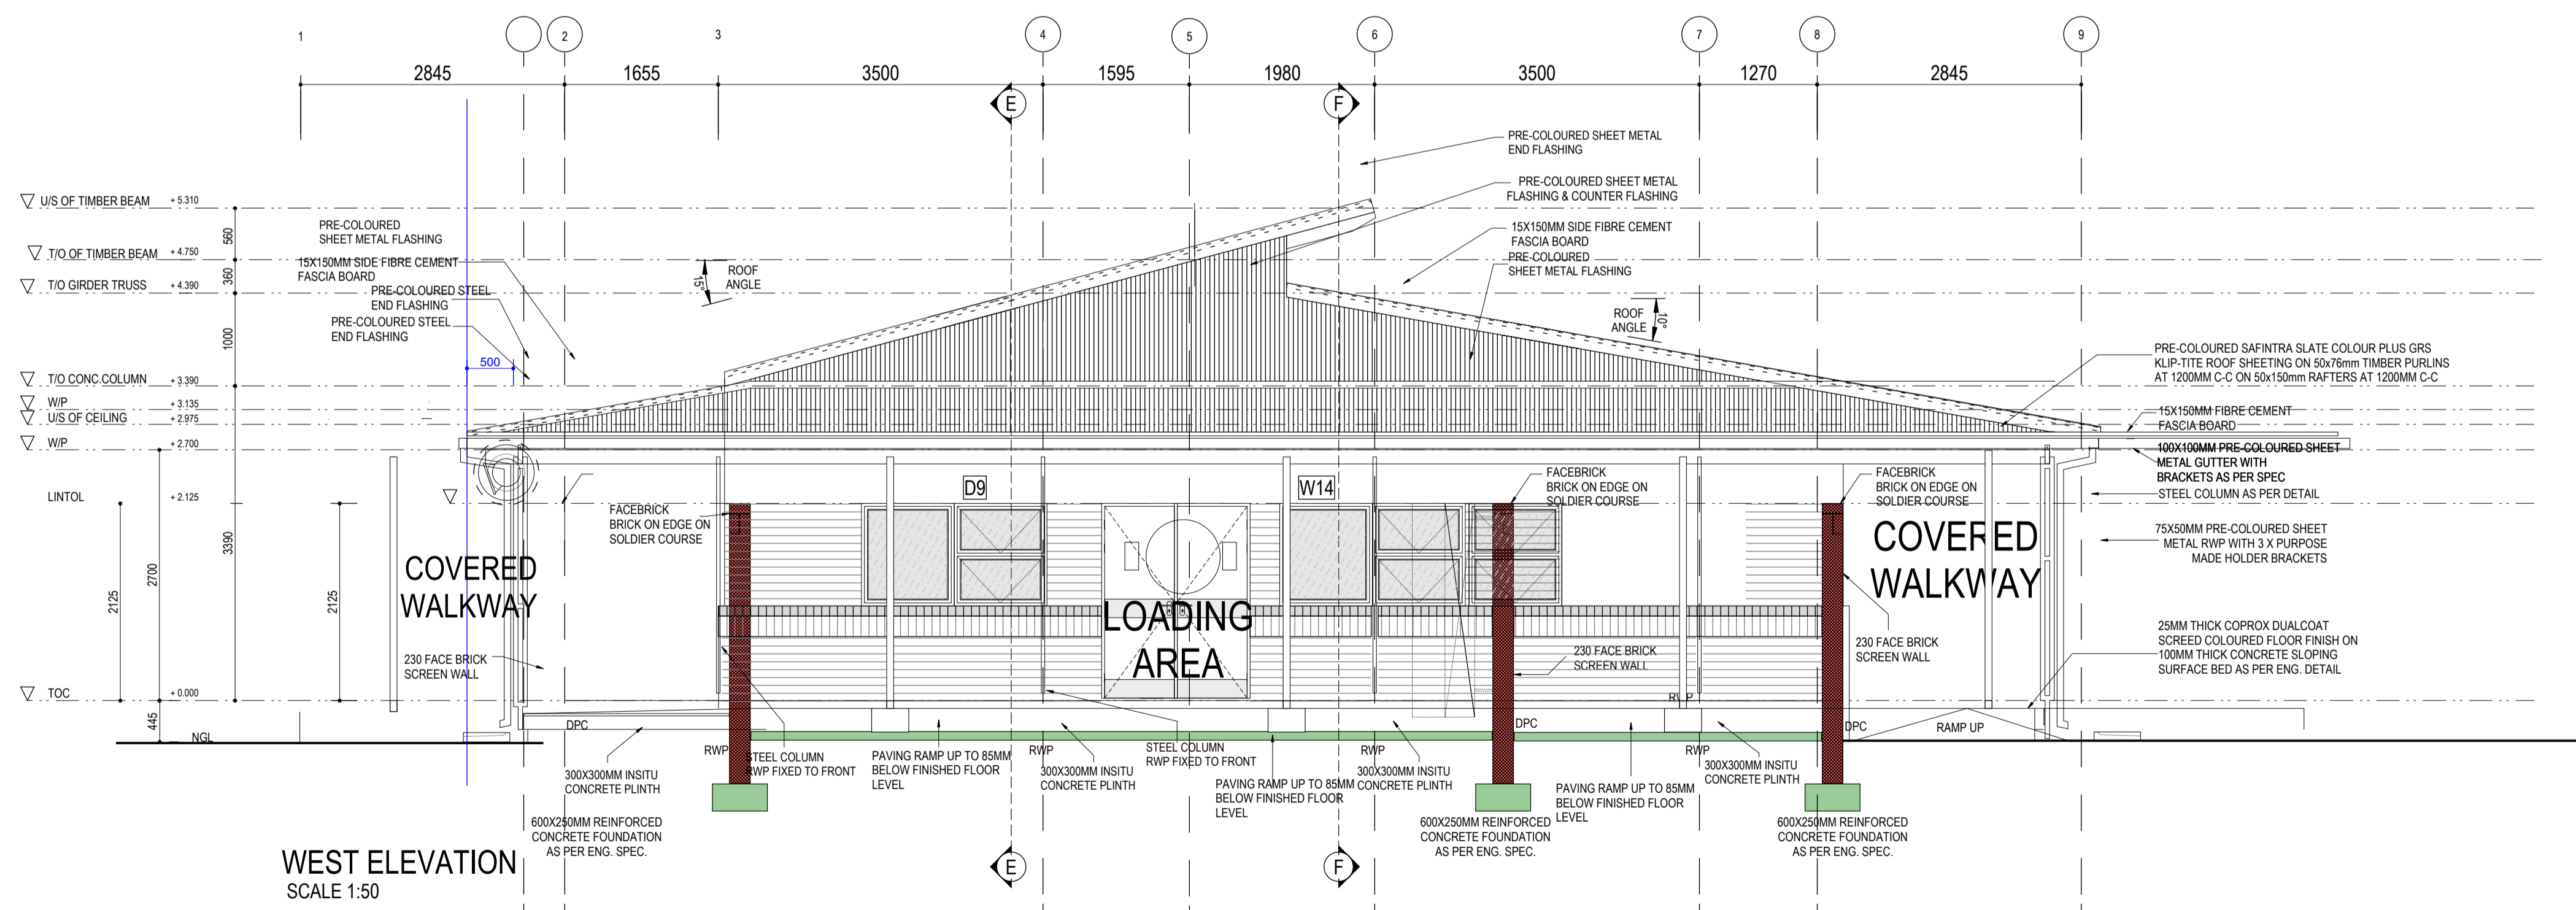 1
2
3
4
5
6
7
8
9
2845
1655
3500
1595
1980
3500
1270
2845
E
F
PRE-COLOURED SHEET METAL
END FLASHING
PRE-COLOURED SHEET METAL
FLASHING & COUNTER FLASHING
U/S OF TIMBER BEAM + 5.310
T/O OF TIMBER BEAM + 4.750
T/O GIRDER TRUSS + 4.390
T/O CONC.COLUMN + 3.390
W/P + 3.135
U/S OF CEILING + 2.975
W/P + 2.700
LINTOL + 2.125
TOC + 0.000
NGL
560
360
1000
3390
2700
2125
2125
445
500
PRE-COLOURED
SHEET METAL FLASHING
15X150MM SIDE FIBRE CEMENT
FASCIA BOARD
PRE-COLOURED STEEL
END FLASHING
PRE-COLOURED STEEL
END FLASHING
15°
ROOF
ANGLE
15X150MM SIDE FIBRE CEMENT
FASCIA BOARD
PRE-COLOURED
SHEET METAL FLASHING
ROOF
ANGLE
10°
PRE-COLOURED SAFINTRA SLATE COLOUR PLUS GRS
KLIP-TITE ROOF SHEETING ON 50x76mm TIMBER PURLINS
AT 1200MM C-C ON 50x150mm RAFTERS AT 1200MM C-C
15X150MM FIBRE CEMENT
FASCIA BOARD
100X100MM PRE-COLOURED SHEET
METAL GUTTER WITH
BRACKETS AS PER SPEC
STEEL COLUMN AS PER DETAIL
75X50MM PRE-COLOURED SHEET
METAL RWP WITH 3 X PURPOSE
MADE HOLDER BRACKETS
25MM THICK COPROX DUALCOAT
SCREED COLOURED FLOOR FINISH ON
100MM THICK CONCRETE SLOPING
SURFACE BED AS PER ENG. DETAIL
D9
W14
FACEBRICK
BRICK ON EDGE ON
SOLDIER COURSE
FACEBRICK
BRICK ON EDGE ON
SOLDIER COURSE
FACEBRICK
BRICK ON EDGE ON
SOLDIER COURSE
COVERED
WALKWAY
LOADING
AREA
COVERED
WALKWAY
230 FACE BRICK
SCREEN WALL
230 FACE BRICK
SCREEN WALL
230 FACE BRICK
SCREEN WALL
RWP
DPC
DPC
DPC
RAMP UP
RWP
RWP
RWP
RWP
STEEL COLUMN
RWP FIXED TO FRONT
PAVING RAMP UP TO 85MM
BELOW FINISHED FLOOR
LEVEL
STEEL COLUMN
RWP FIXED TO FRONT
300X300MM INSITU
CONCRETE PLINTH
300X300MM INSITU
CONCRETE PLINTH
PAVING RAMP UP TO 85MM
BELOW FINISHED FLOOR
LEVEL
300X300MM INSITU
CONCRETE PLINTH
PAVING RAMP UP TO 85MM
BELOW FINISHED FLOOR
LEVEL
300X300MM INSITU
CONCRETE PLINTH
600X250MM REINFORCED
CONCRETE FOUNDATION
AS PER ENG. SPEC.
600X250MM REINFORCED
CONCRETE FOUNDATION
AS PER ENG. SPEC.
600X250MM REINFORCED
CONCRETE FOUNDATION
AS PER ENG. SPEC.
E
F
WEST ELEVATION
SCALE 1:50